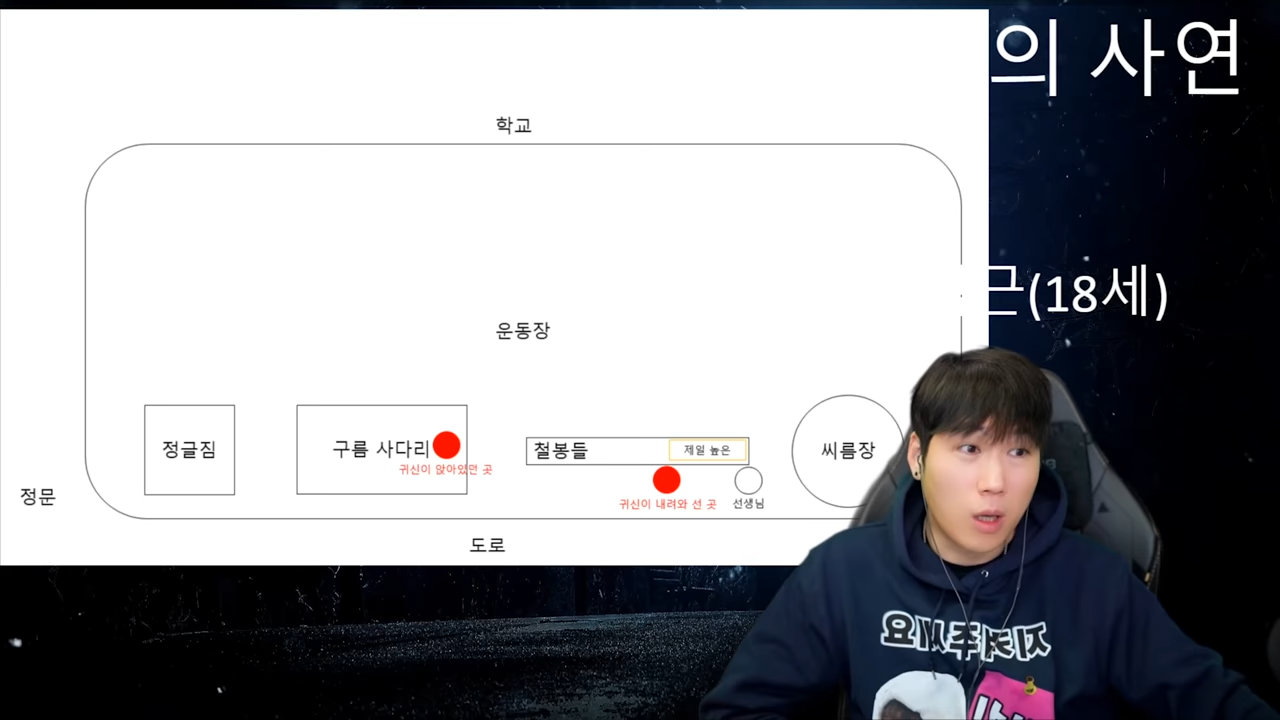 의 사연
학교
근(18세)
운동장
정글짐
구름 사다리
귀신이 앉아있던 곳
철봉들
제일 높은
씨름장
정문
귀신이 내려와 선 곳
선생님
도로